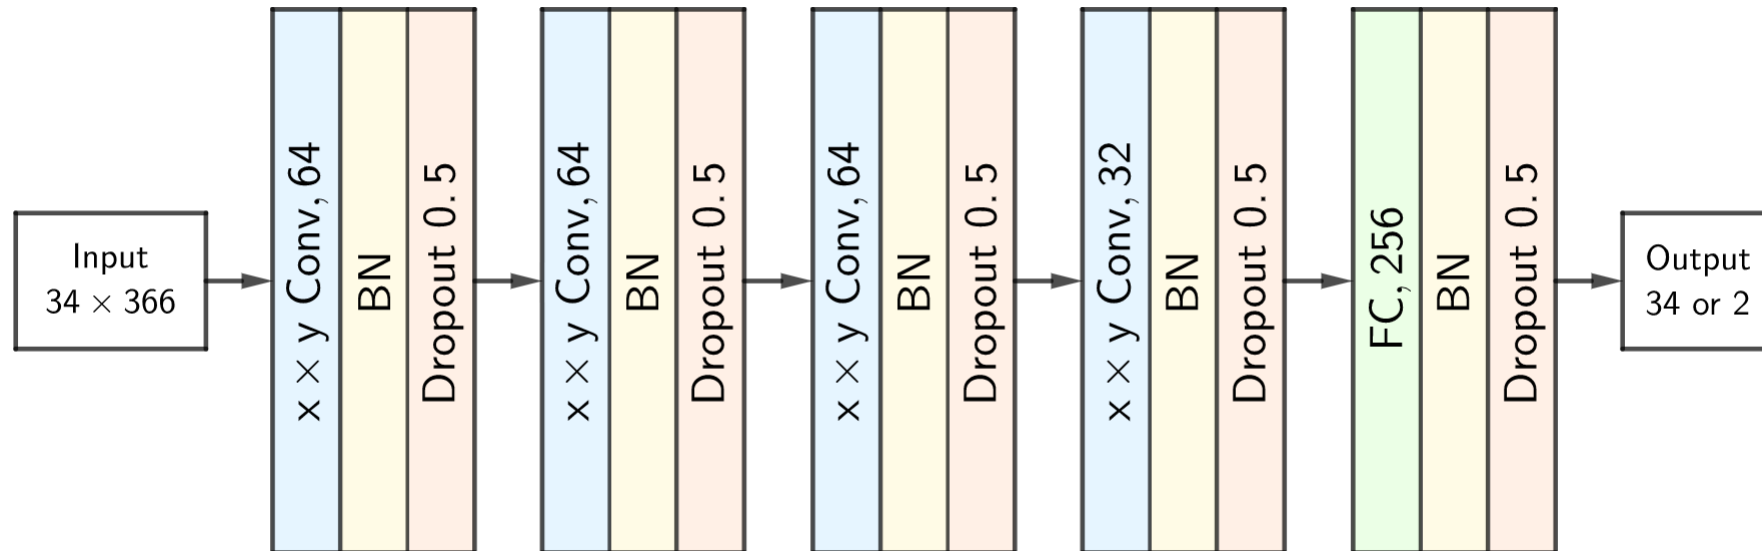 Input
34 × 366
x × y Conv, 64
BN
Dropout 0.5
x × y Conv, 64
BN
Dropout 0.5
x × y Conv, 64
BN
Dropout 0.5
x × y Conv, 32
BN
Dropout 0.5
FC, 256
BN
Dropout 0.5
Output
34 or 2